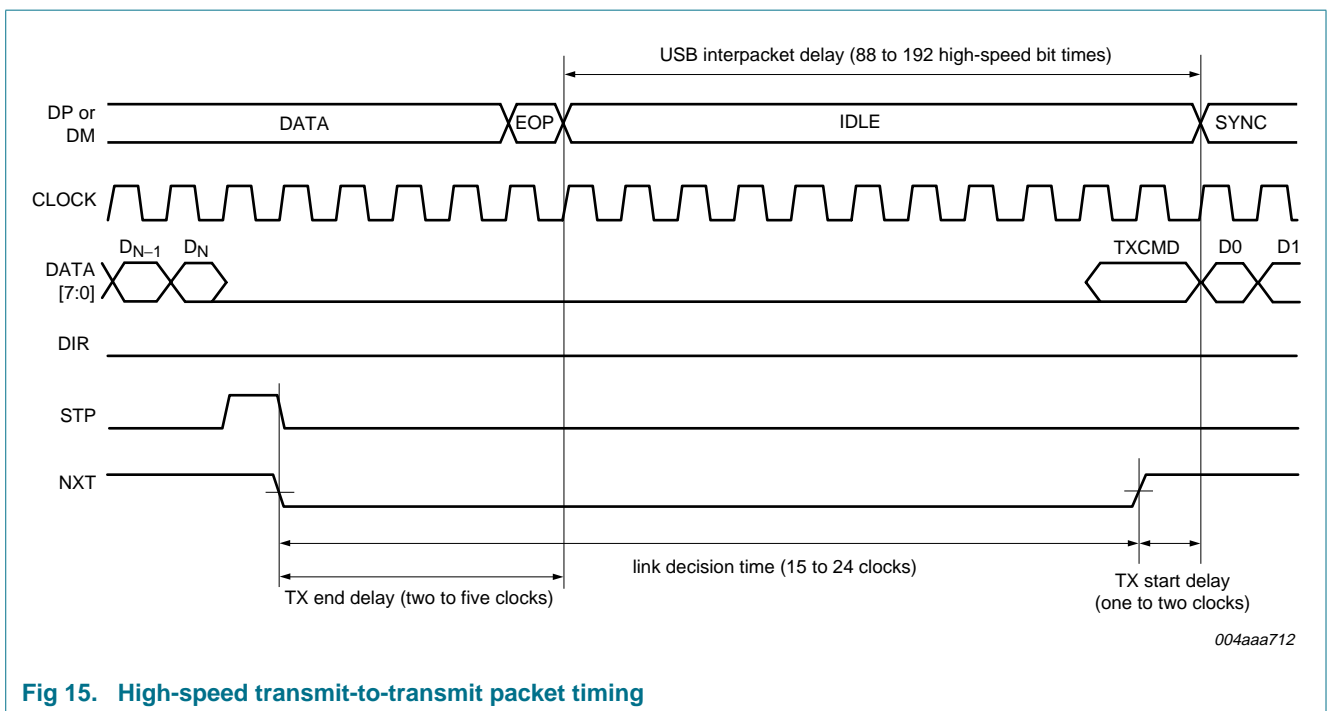 USB interpacket delay (88 to 192 high-speed bit times)
DP or
DM
DATA
EOP
IDLE
SYNC
CLOCK
DATA
[7:0]
DN−1
DN
TXCMD
D0
D1
DIR
STP
NXT
link decision time (15 to 24 clocks)
TX end delay (two to five clocks)
TX start delay
(one to two clocks)
004aaa712
Fig 15. High-speed transmit-to-transmit packet timing